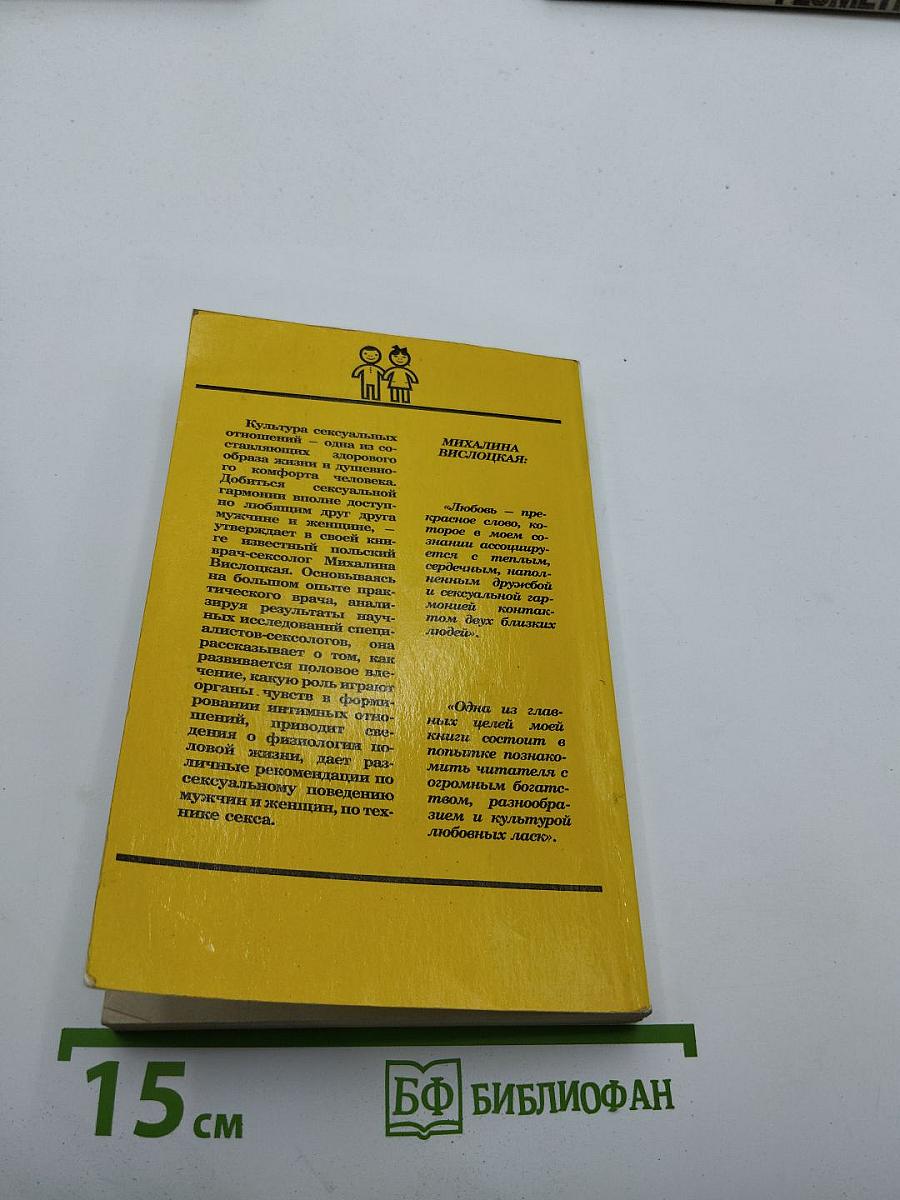 Культура сексуальных
отношений — одна из со-
ставляющих здорового
образа жизни и душевно-
го комфорта человека.
Добиться сексуальной
гармонии вполне доступ-
но любящим друг друга
мужчине и женщине, —
утверждает в своей кни-
ге известный польский
врач-сексолог Михалина
Вислоцкая. Основываясь
на большом опыте прак-
тического врача, анали-
зируя результаты науч-
ных исследований специ-
алистов-сексологов, она
рассказывает о том, как
развивается половое вле-
чение, какую роль играют
органы чувств в форми-
ровании интимных отно-
шений, приводит све-
дения о физиологии по-
ловой жизни, дает раз-
личные рекомендации по
сексуальному поведению
мужчин и женщин, по тех-
нике секса.
МИХАЛИНА
ВИСЛОЦКАЯ:
«Любовь — пре-
красное слово, ко-
торое в моем со-
знании ассоцииру-
ется с теплым,
сердечным, напол-
ненным дружбой
и сексуальной гар-
монией контак-
том двух близких
людей».
«Одна из глав-
ных целей моей
книги состоит в
попытке познако-
мить читателя с
огромным богатс-
твом, разнообра-
зием и культурой
любовных ласк».
15 см
БФ БИБЛИОФАН